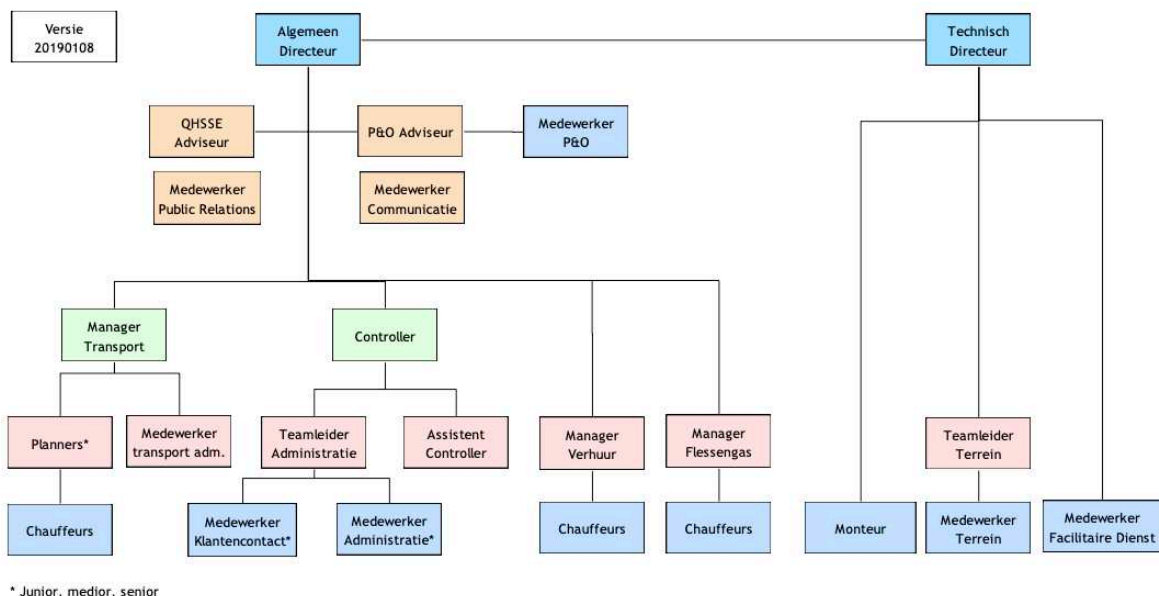 Versie
20190108
Algemeen
Directeur
Technisch
Directeur
QHSSE
Adviseur
P&O Adviseur
Medewerker
P&O
Medewerker
Public Relations
Medewerker
Communicatie
Manager
Transport
Controller
Planners*
Medewerker
transport adm.
Teamleider
Administratie
Assistent
Controller
Manager
Verhuur
Manager
Flessengas
Teamleider
Terrein
Chauffeurs
Medewerker
Klantencontact*
Medewerker
Administratie*
Chauffeurs
Chauffeurs
Monteur
Medewerker
Terrein
Medewerker
Facilitaire Dienst
* Junior, medior, senior